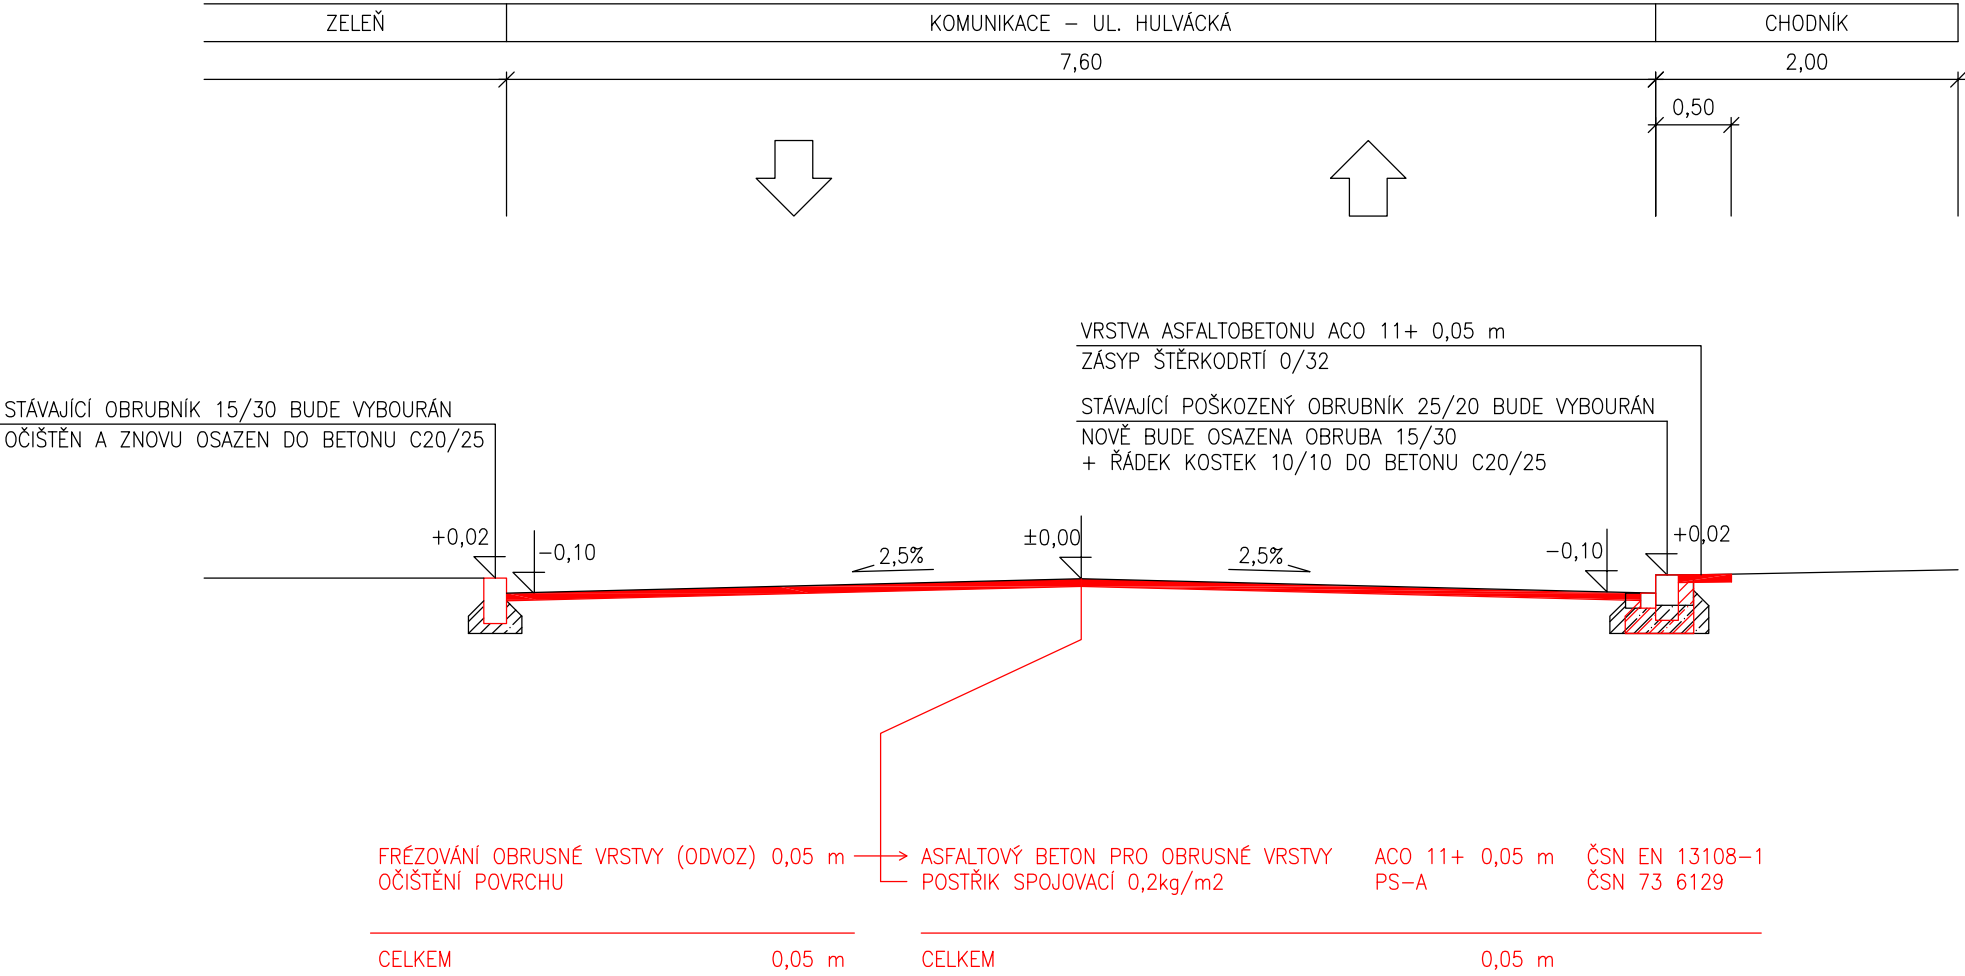 ZELEŇ
KOMUNIKACE – UL. HULVÁCKÁ
CHODNÍK
7,60
2,00
0,50
VRSTVA ASFALTOBETONU ACO 11+ 0,05 m
ZÁSYP ŠTĚRKODRTÍ 0/32
STÁVAJÍCÍ OBRUBNÍK 15/30 BUDE VYBOURÁN
OČIŠTĚN A ZNOVU OSAZEN DO BETONU C20/25
STÁVAJÍCÍ POŠKOZENÝ OBRUBNÍK 25/20 BUDE VYBOURÁN
NOVĚ BUDE OSAZENA OBRUBA 15/30
+ ŘÁDEK KOSTEK 10/10 DO BETONU C20/25
+0,02
-0,10
2,5%
±0,00
2,5%
-0,10
+0,02
FRÉZOVÁNÍ OBRUSNÉ VRSTVY (ODVOZ) 0,05 m
OČIŠTĚNÍ POVRCHU
CELKEM 0,05 m
ASFALTOVÝ BETON PRO OBRUSNÉ VRSTVY ACO 11+ 0,05 m ČSN EN 13108-1
POSTŘIK SPOJOVACÍ 0,2kg/m2 PS-A ČSN 73 6129
CELKEM 0,05 m